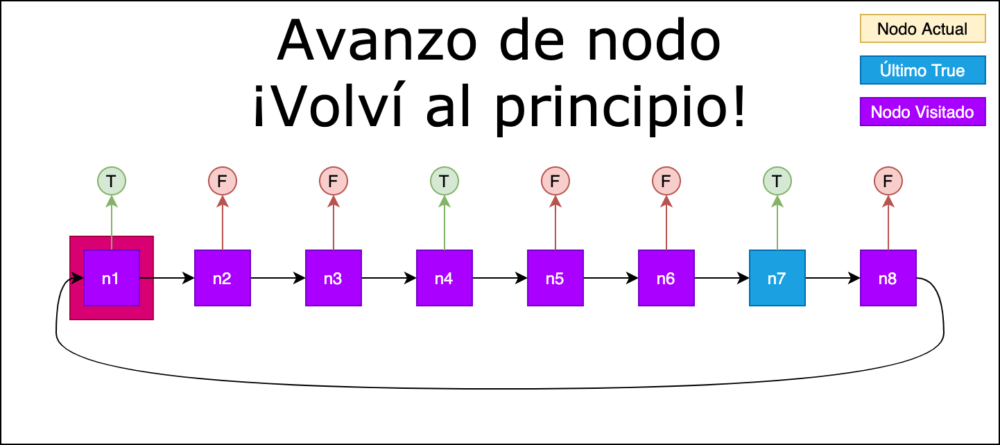 Avanzo de nodo
¡Volví al principio!
Nodo Actual
Último True
Nodo Visitado
T F F T F F T F
n1 n2 n3 n4 n5 n6 n7 n8